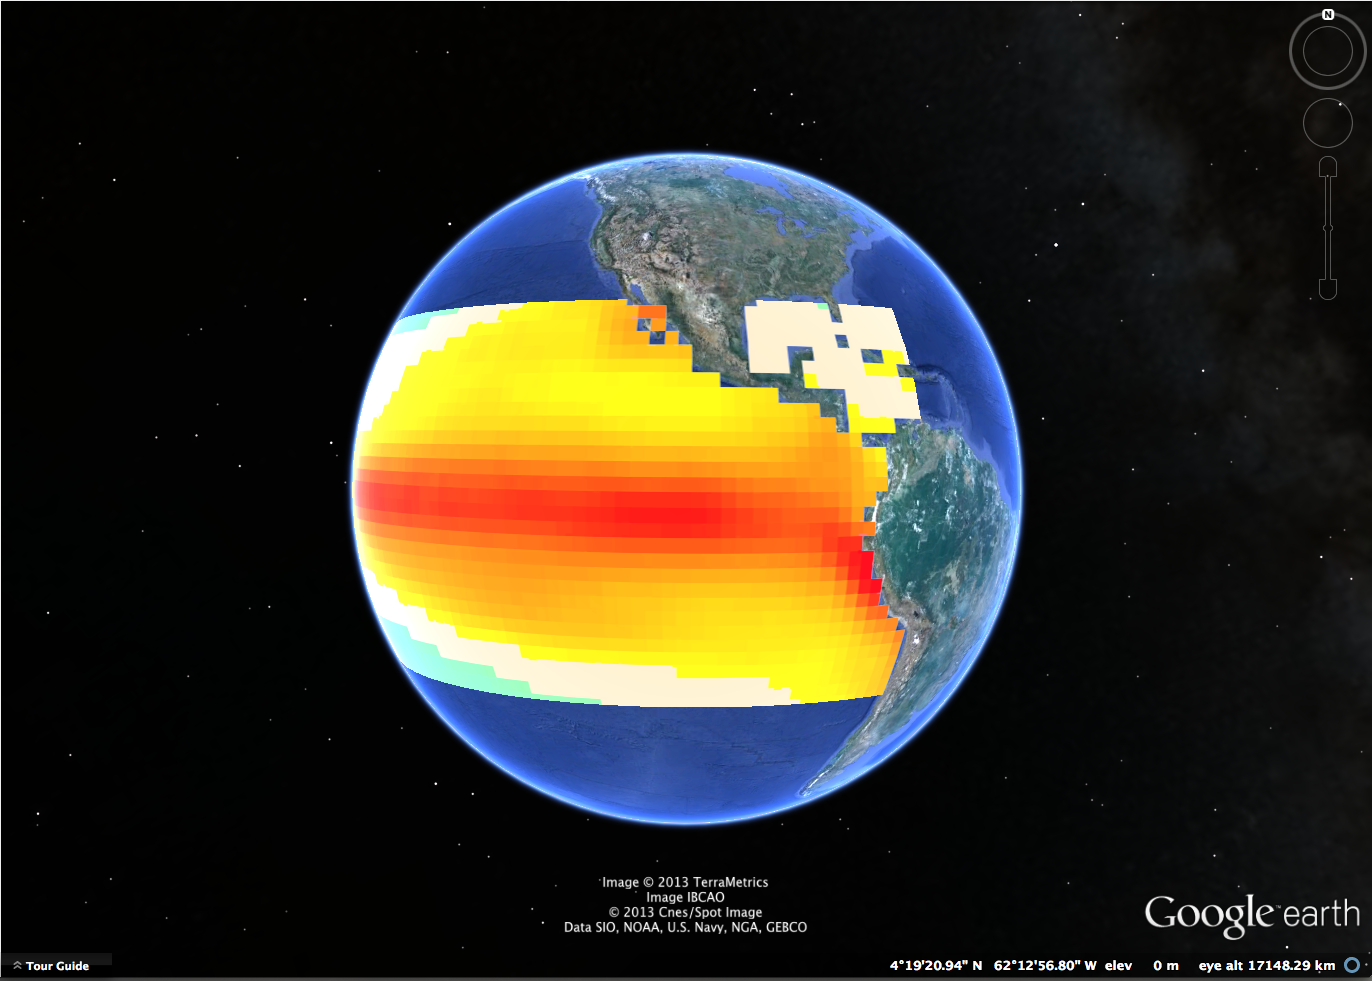 N
Image © 2013 TerraMetrics
Image IBCAO
© 2013 Cnes/Spot Image
Data SIO, NOAA, U.S. Navy, NGA, GEBCO
Google™ earth
Tour Guide
4°19'20.94" N 62°12'56.80" W elev 0 m eye alt 17148.29 km